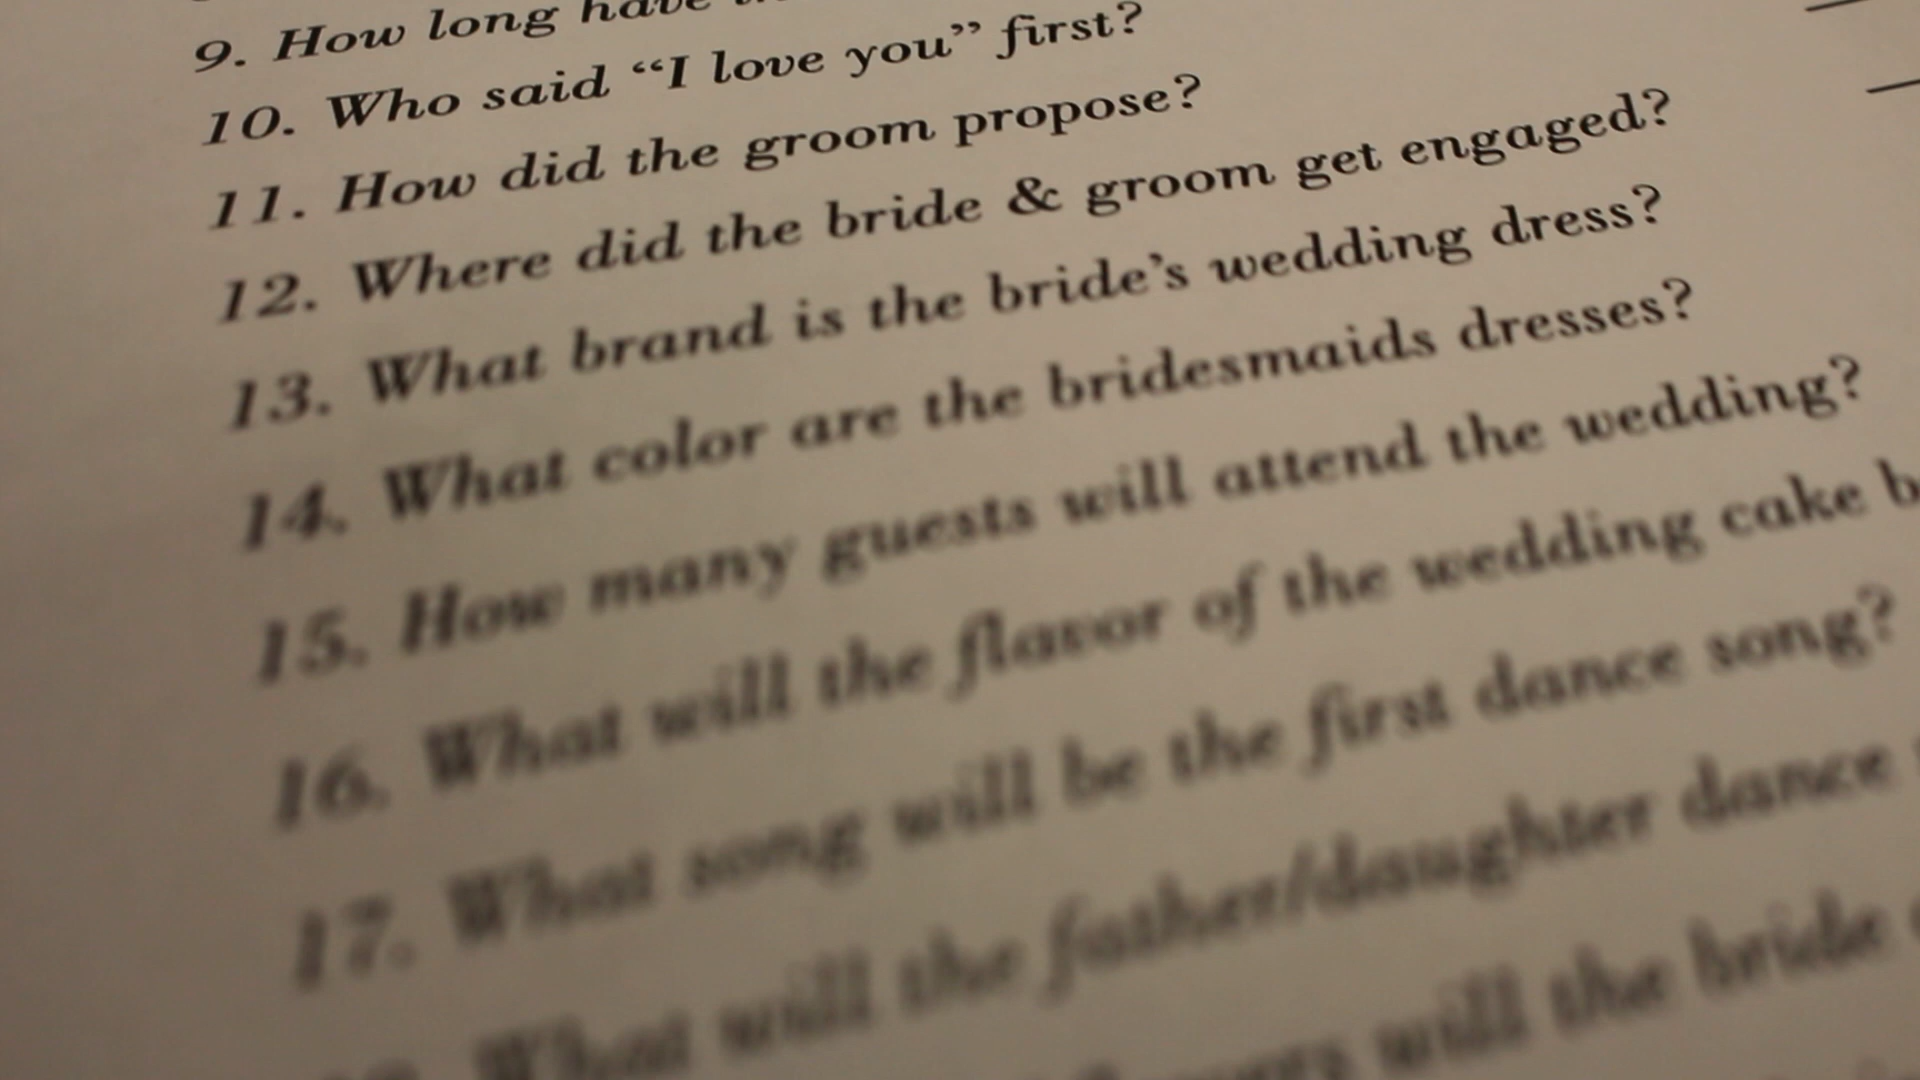 9. How long have
10. Who said “I love you” first?
11. How did the groom propose?
12. Where did the bride & groom get engaged?
13. What brand is the bride’s wedding dress?
14. What color are the bridesmaids dresses?
15. How many guests will attend the wedding?
16. What will the flavor of the wedding cake
17. What song will be the first dance song?
What will the father/daughter dance
will the bride